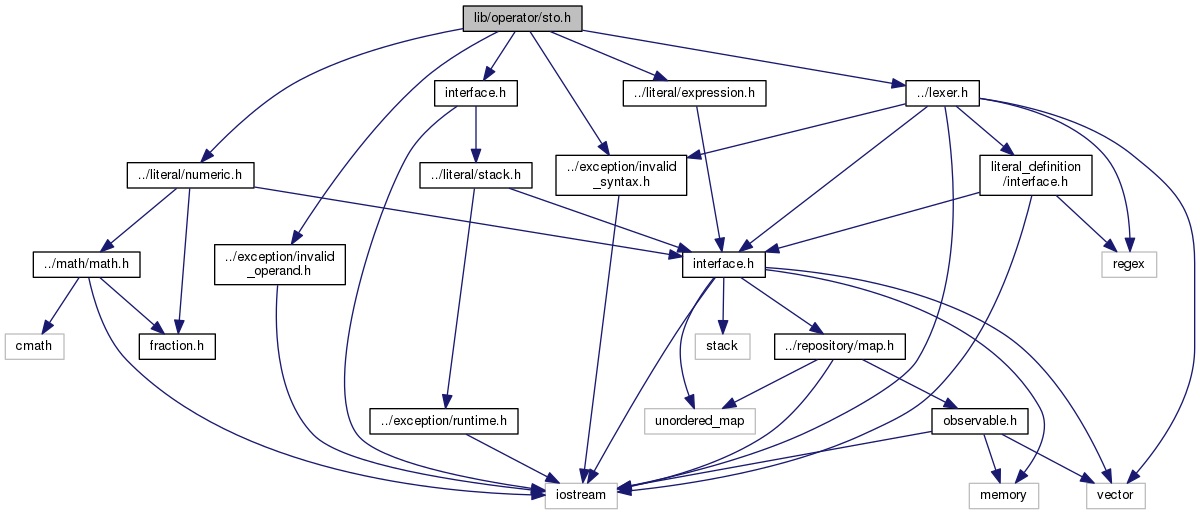 lib/operator/sto.h
interface.h
../literal/expression.h
../lexer.h
../literal/numeric.h
../literal/stack.h
../exception/invalid
_syntax.h
literal_definition
/interface.h
../math/math.h
../exception/invalid
_operand.h
interface.h
regex
cmath
fraction.h
stack
../repository/map.h
../exception/runtime.h
unordered_map
observable.h
iostream
memory
vector